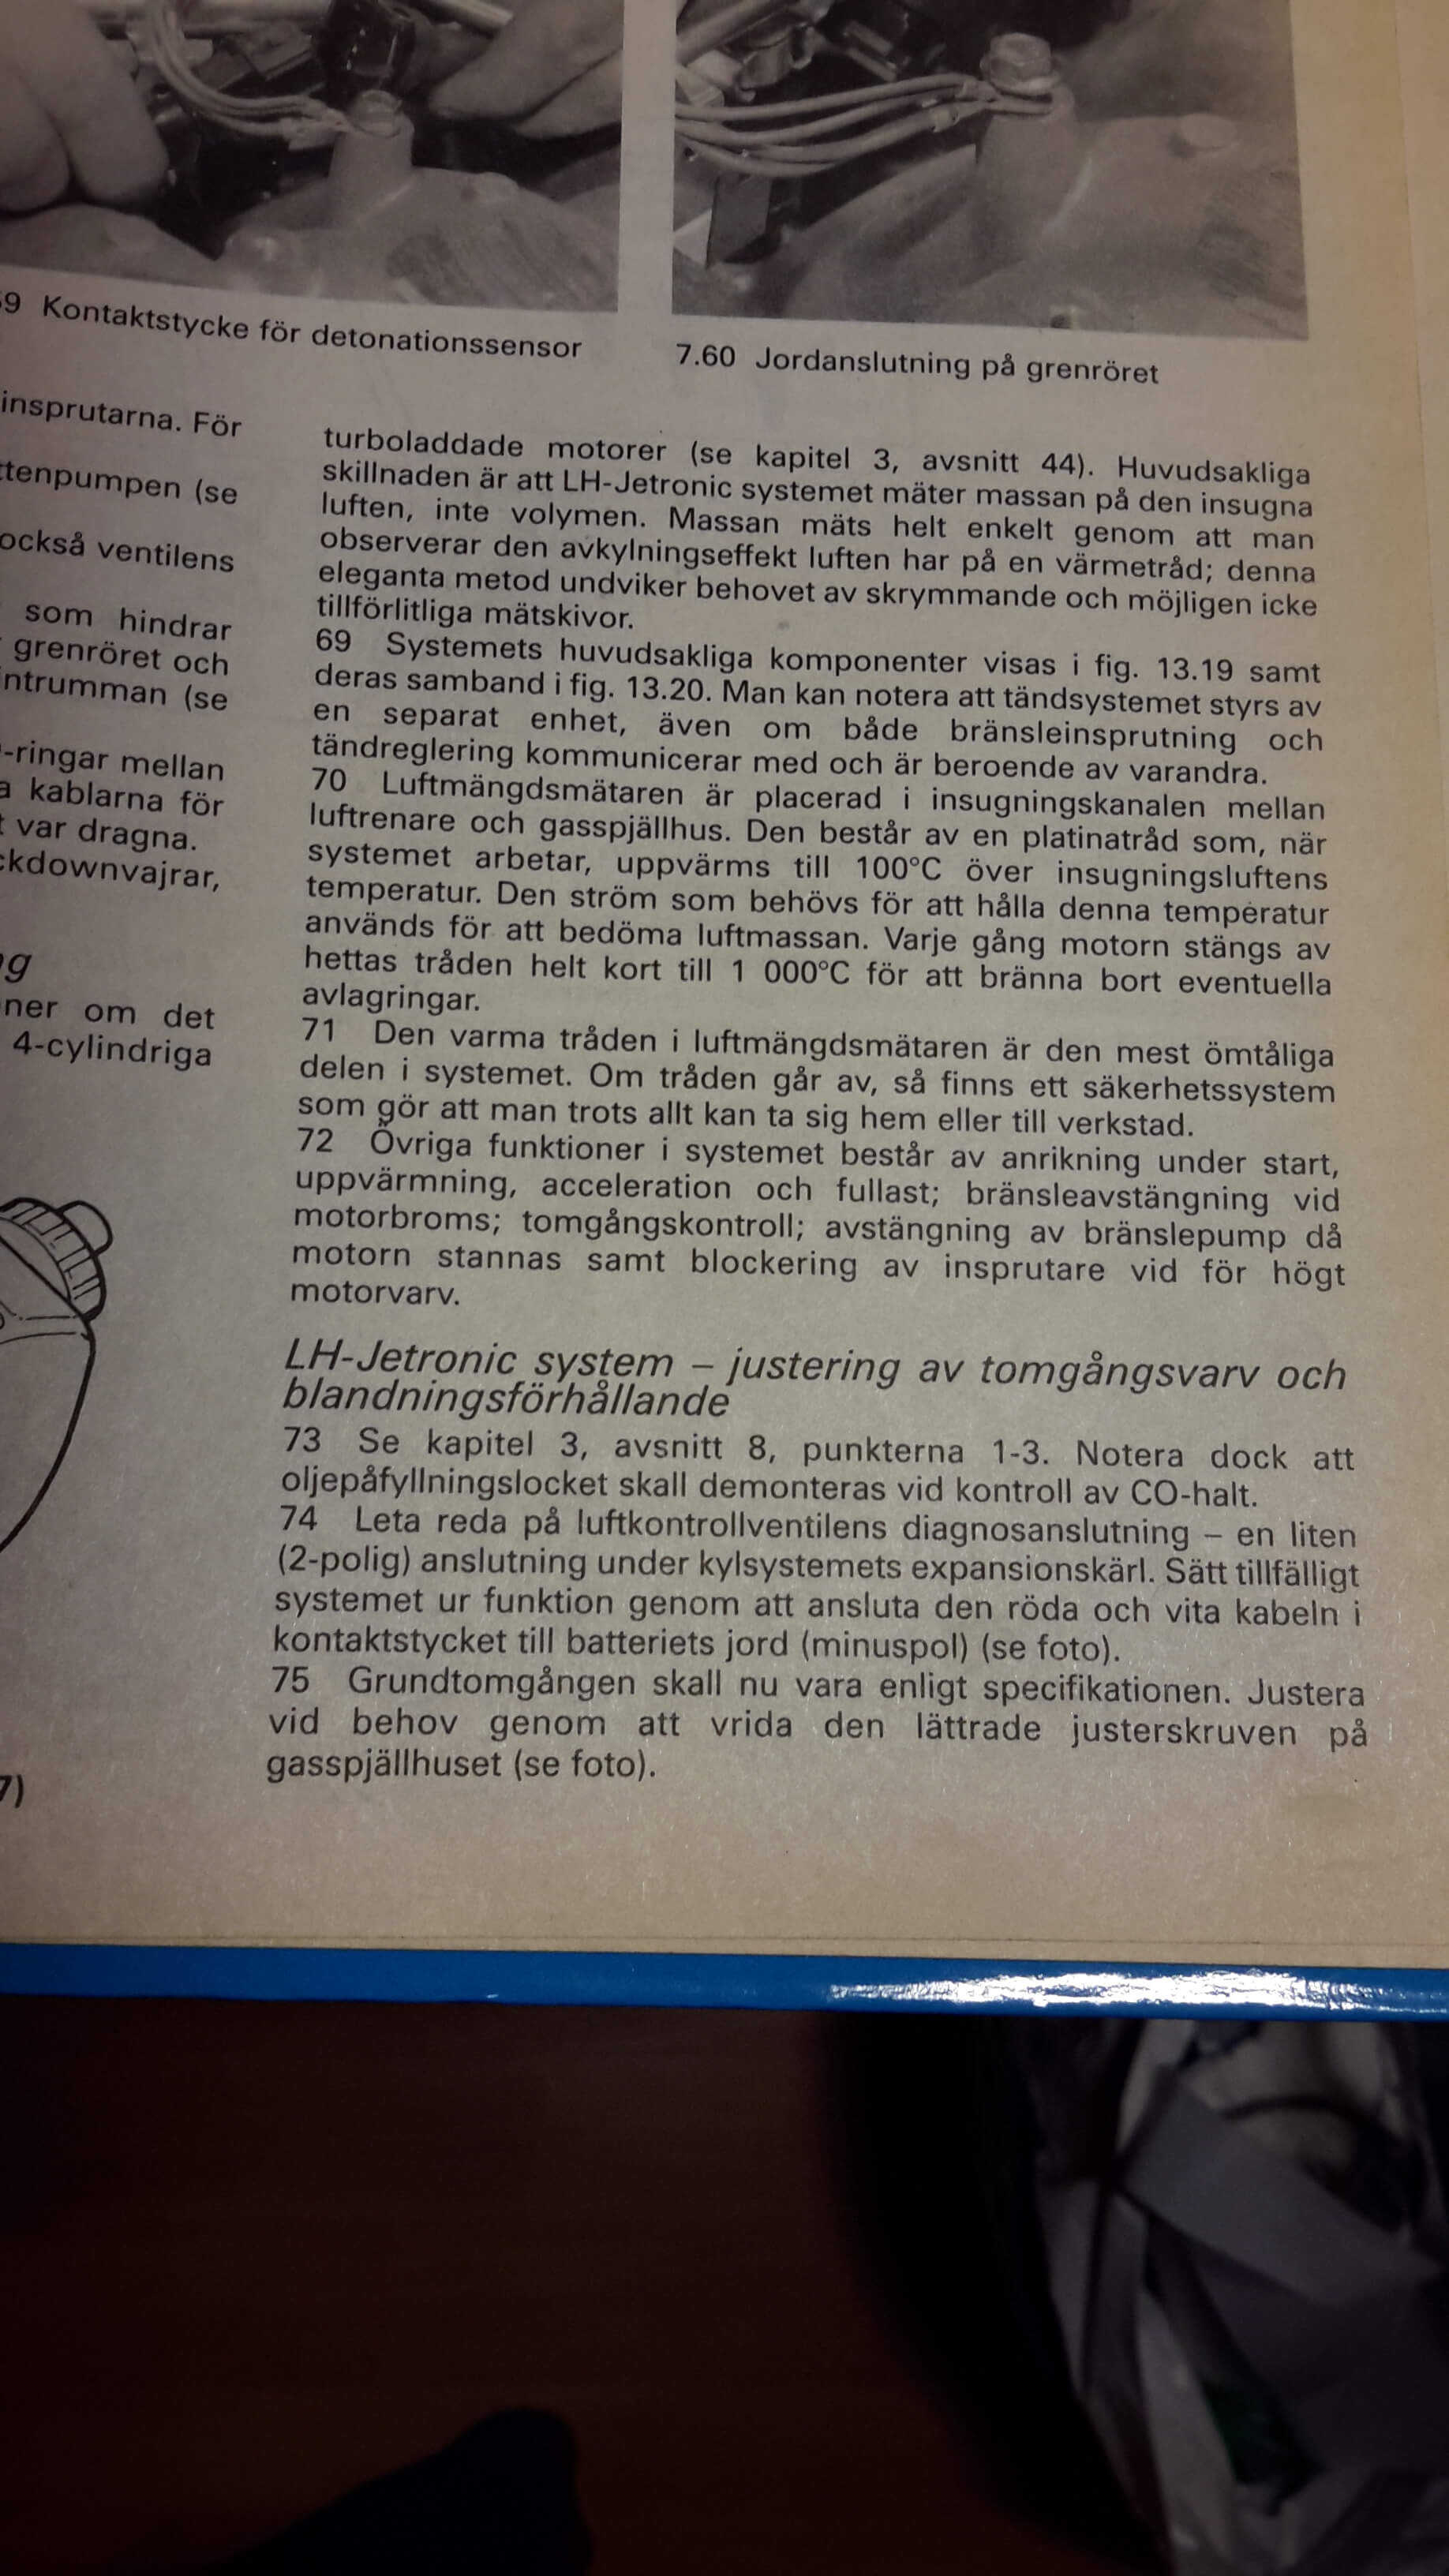 9 Kontaktstycke för detonationssensor
7.60 Jordanslutning på grenröret
insprutarna. För
(se
också ventilens
som hindrar
grenröret och
(se
-ringar mellan
kablarna för
var dragna.
om det
4-cylindriga
7)
turboladdade motorer (se kapitel 3, avsnitt 44). Huvudsakliga
skillnaden är att LH-Jetronic systemet mäter massan på den insugna
luften, inte volymen. Massan mäts helt enkelt genom att man
observerar den avkylningseffekt luften har på en värmetråd; denna
eleganta metod undviker behovet av skrymmande och möjligen icke
tillförlitliga mätskivor.
69 Systemets huvudsakliga komponenter visas i fig. 13.19 samt
deras samband i fig. 13.20. Man kan notera att tändsystemet styrs av
en separat enhet, även om både bränsleinsprutning och
tändreglering kommunicerar med och är beroende av varandra.
70 Luftmängdsmätaren är placerad i insugningskanalen mellan
luftrenare och gasspjällhus. Den består av en platinatråd som, när
systemet arbetar, uppvärms till 100°C över insugningsluftens
temperatur. Den ström som behövs för att hålla denna temperatur
används för att bedöma luftmassan. Varje gång motorn stängs av
hettas tråden helt kort till 1 000°C för att bränna bort eventuella
avlagringar.
71 Den varma tråden i luftmängdsmätaren är den mest ömtåliga
delen i systemet. Om tråden går av, så finns ett säkerhetssystem
som gör att man trots allt kan ta sig hem eller till verkstad.
72 Övriga funktioner i systemet består av anrikning under start,
uppvärmning, acceleration och fullast; bränsleavstängning vid
motorbroms; tomgångskontroll; avstängning av bränslepump då
motorn stannas samt blockering av insprutare vid för högt
motorvarv.
LH-Jetronic system – justering av tomgångsvarv och
blandningsförhållande
73 Se kapitel 3, avsnitt 8, punkterna 1-3. Notera dock att
oljepåfyllningslocket skall demonteras vid kontroll av CO-halt.
74 Leta reda på luftkontrollventilens diagnosanslutning – en liten
(2-polig) anslutning under kylsystemets expansionskärl. Sätt tillfälligt
systemet ur funktion genom att ansluta den röda och vita kabeln i
kontaktstycket till batteriets jord (minuspol) (se foto).
75 Grundtomgången skall nu vara enligt specifikationen. Justera
vid behov genom att vrida den lättrade justerskruven på
gasspjällhuset (se foto).